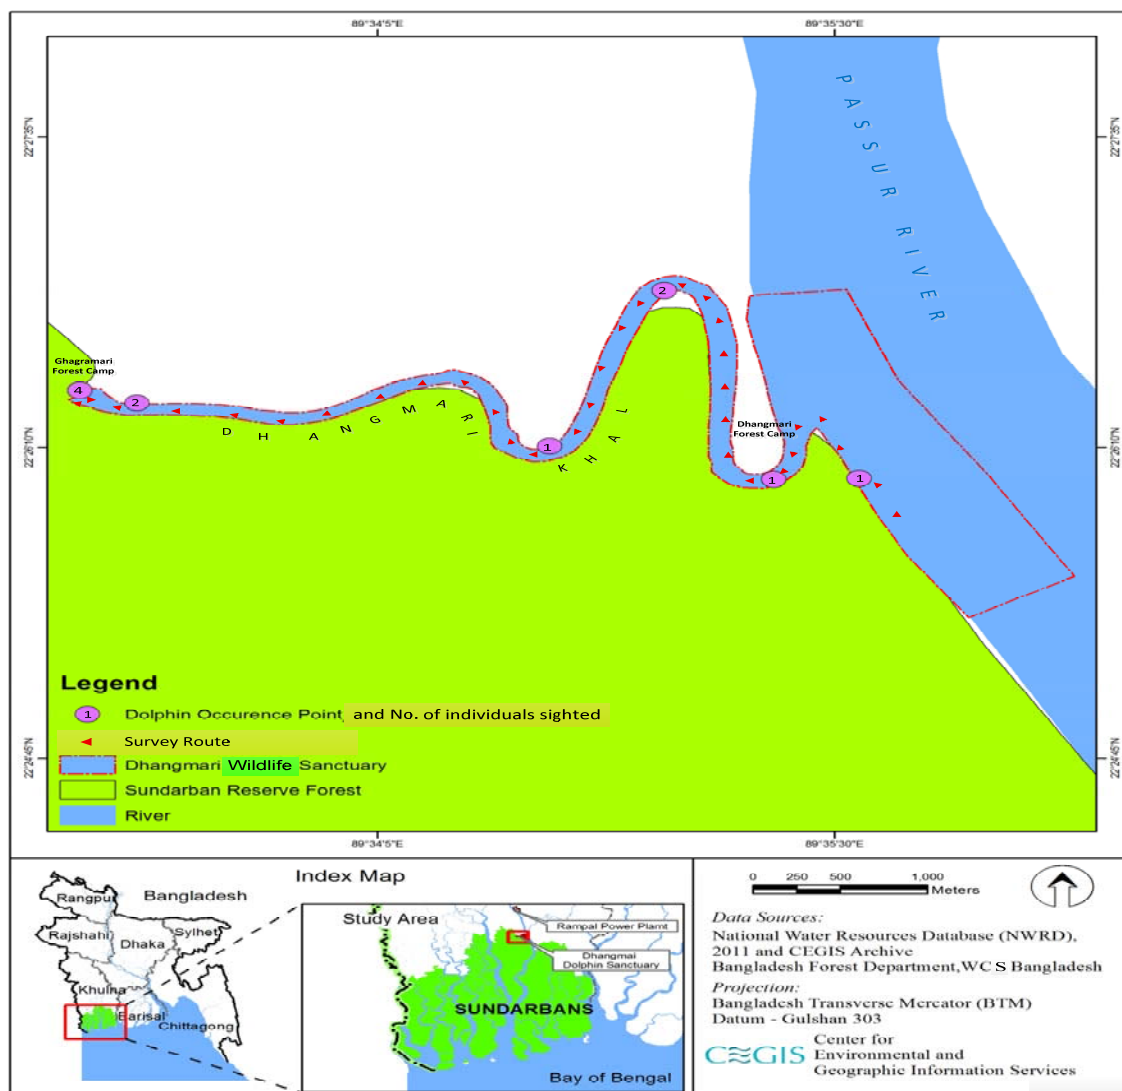 89°34'5"E
89°35'30"E
22°27'35"N
22°27'35"N
PASSUR RIVER
2
Ghagramari
Forest Camp
4
2
DHANGMARI KHAL
1
Dhangmari
Forest Camp
1
1
22°26'10"N
22°26'10"N
Legend
1 Dolphin Occurence Point and No. of individuals sighted
Survey Route
Dhangmari Wildlife Sanctuary
Sundarban Reserve Forest
River
22°24'45"N
22°24'45"N
89°34'5"E
89°35'30"E
Index Map
Bangladesh
Rangpur
Rajshahi
Dhaka
Sylhet
Khulna
Barisal
Chittagong
Study Area
Rampal Power Plamt
Dhangmai
Dolphin Sanctuary
SUNDARBANS
Bay of Bengal
0 250 500 1,000
Meters
Data Sources:
National Water Resources Database (NWRD),
2011 and CEGIS Archive
Bangladesh Forest Department,WCS Bangladesh
Projection:
Bangladesh Transverse Mercator (BTM)
Datum - Gulshan 303
CEGIS
Center for
Environmental and
Geographic Information Services